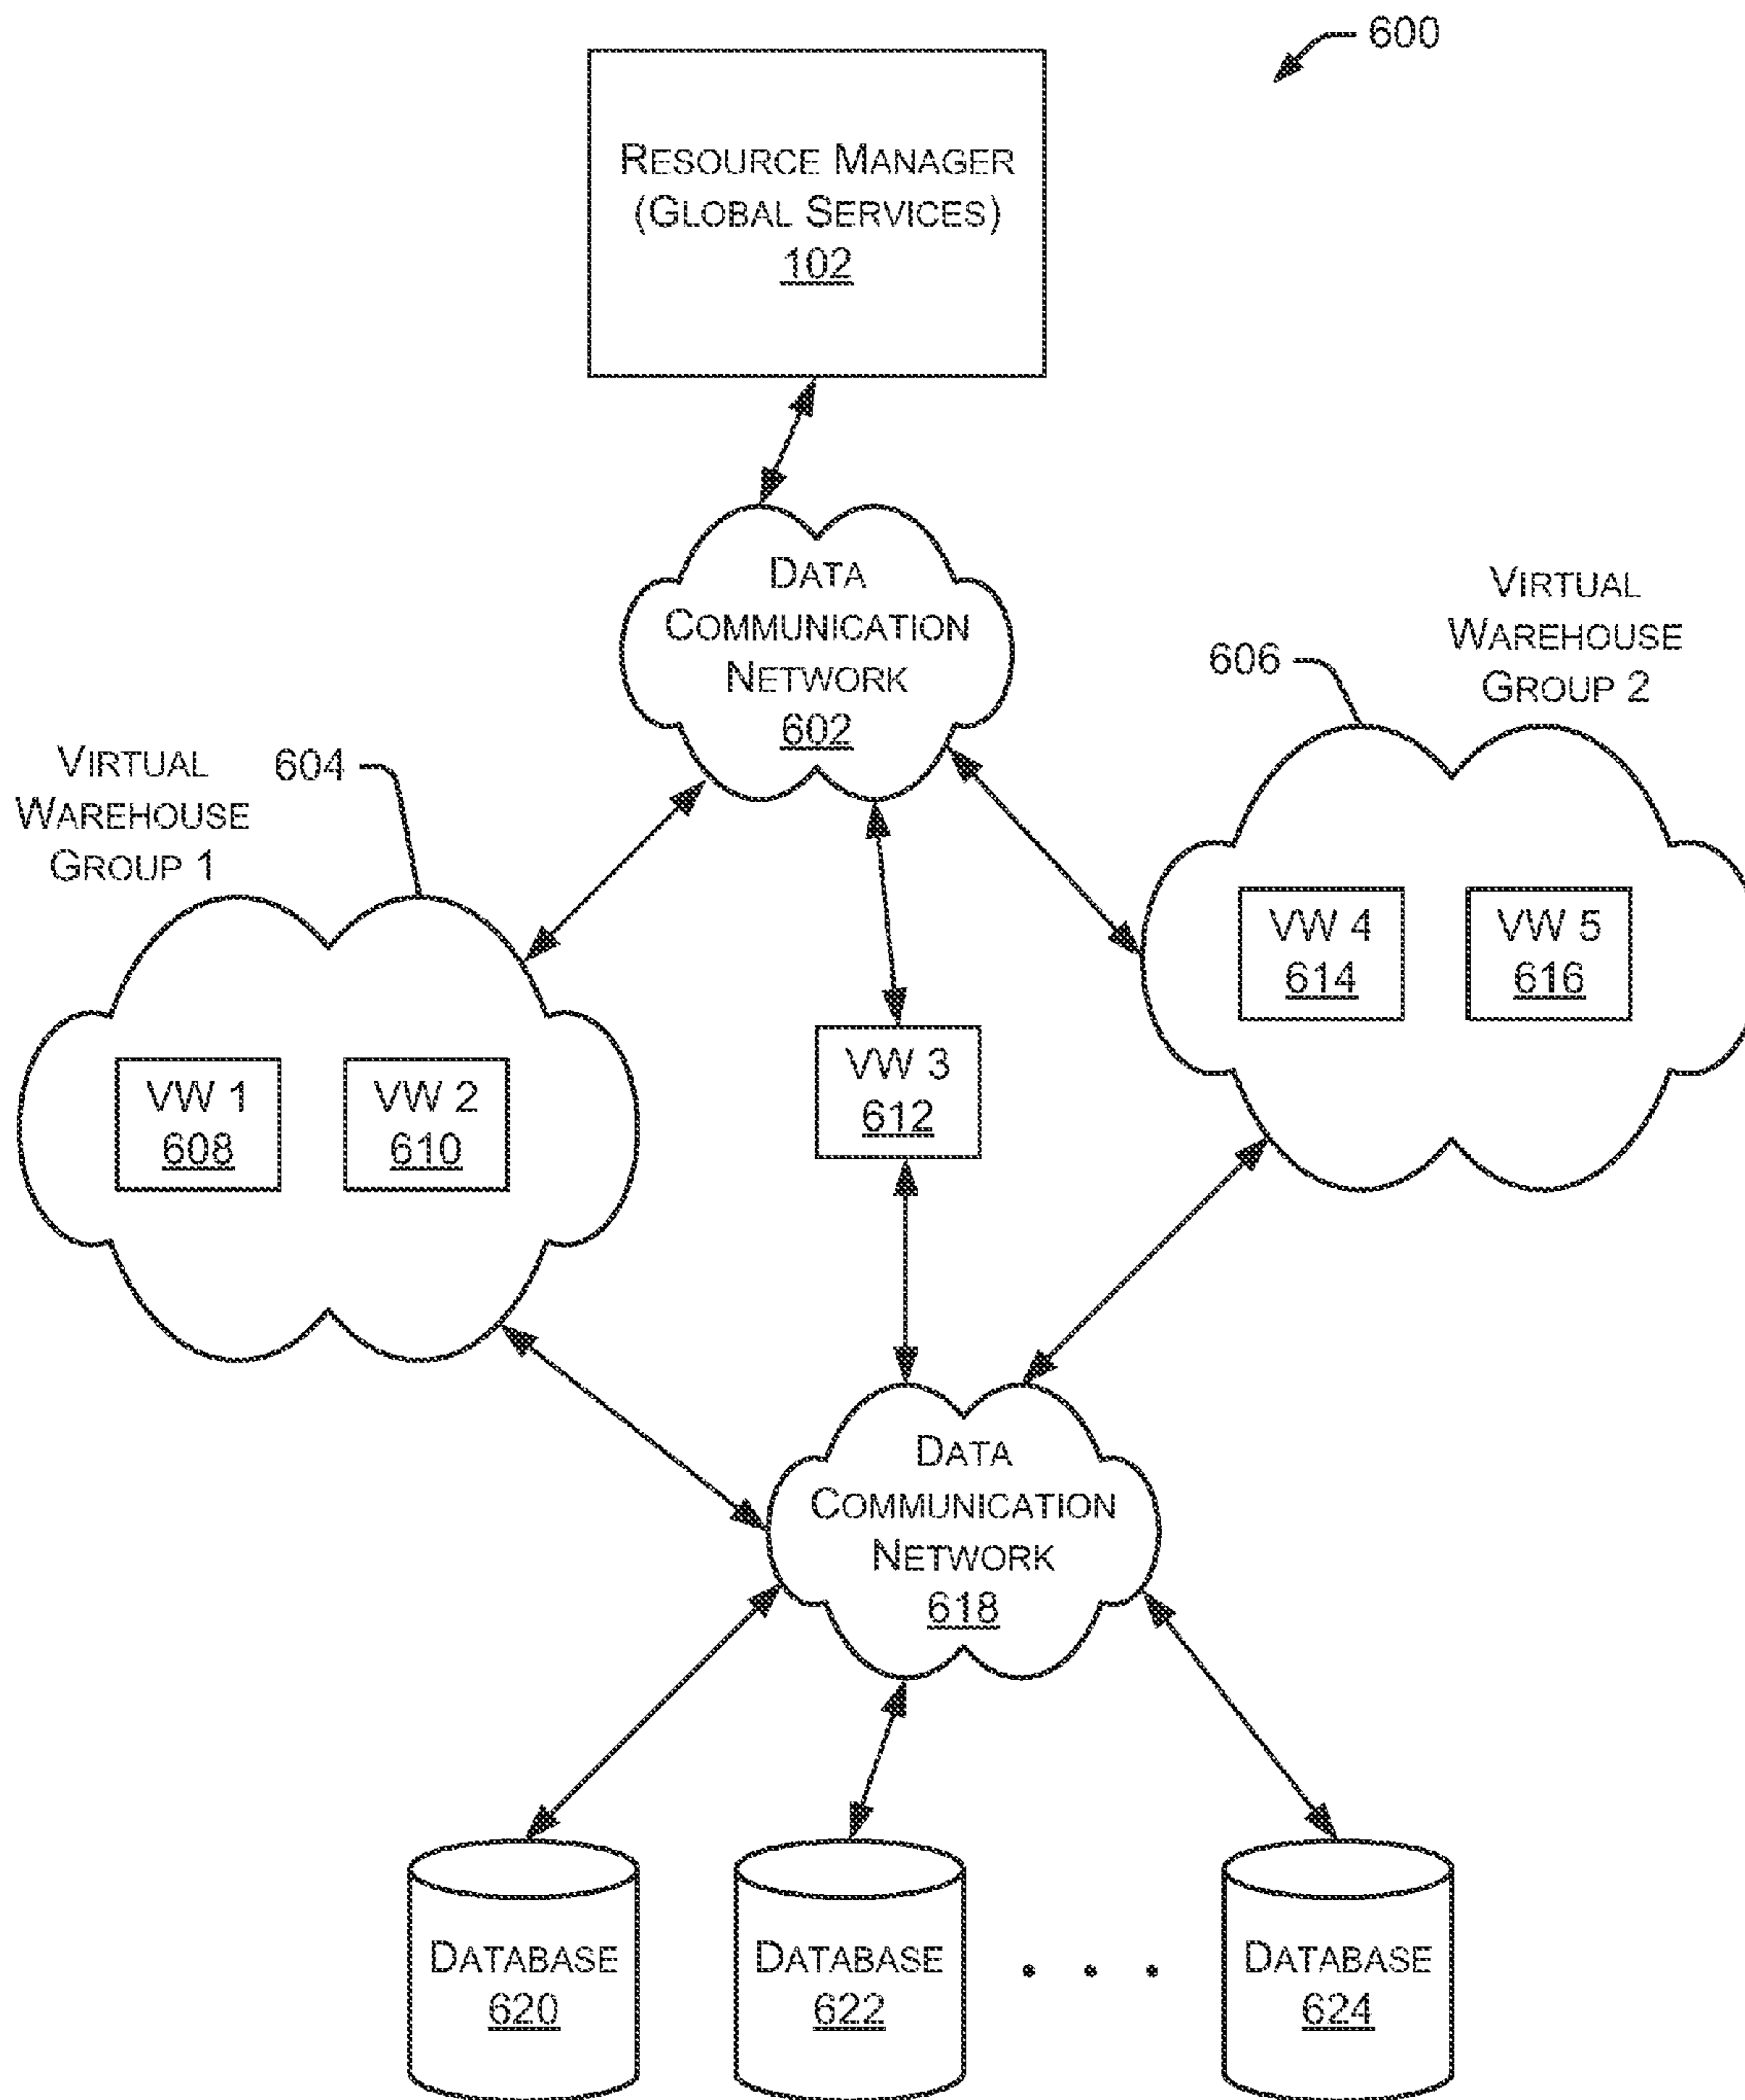 600
RESOURCE MANAGER
(GLOBAL SERVICES)
102
DATA
COMMUNICATION
NETWORK
602
VIRTUAL
WAREHOUSE
GROUP 2
606
VIRTUAL
WAREHOUSE
GROUP 1
604
VW 4
614
VW 5
616
VW 3
612
VW 1
608
VW 2
610
DATA
COMMUNICATION
NETWORK
618
DATABASE
620
DATABASE
622
. . .
DATABASE
624